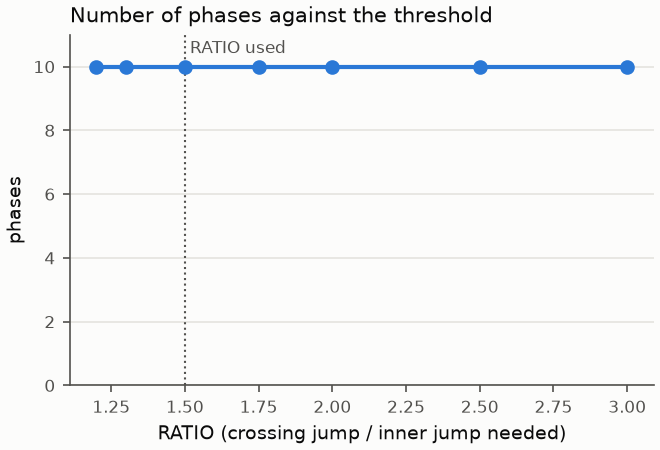 Number of phases against the threshold
RATIO used
10
8
6
4
2
0
phases
1.25 1.50 1.75 2.00 2.25 2.50 2.75 3.00
RATIO (crossing jump / inner jump needed)